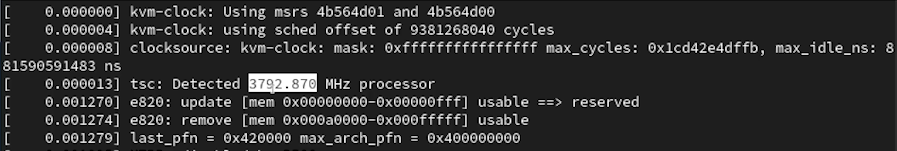 [    0.000000] kvm-clock: Using msrs 4b564d01 and 4b564d00
[    0.000004] kvm-clock: using sched offset of 9381268040 cycles
[    0.000008] clocksource: kvm-clock: mask: 0xffffffffffffffff max_cycles: 0x1cd42e4dffb, max_idle_ns: 8
81590591483 ns
[    0.000013] tsc: Detected 3792.870 MHz processor
[    0.001270] e820: update [mem 0x00000000-0x00000fff] usable ==> reserved
[    0.001274] e820: remove [mem 0x000a0000-0x000fffff] usable
[    0.001279] last_pfn = 0x420000 max_arch_pfn = 0x400000000